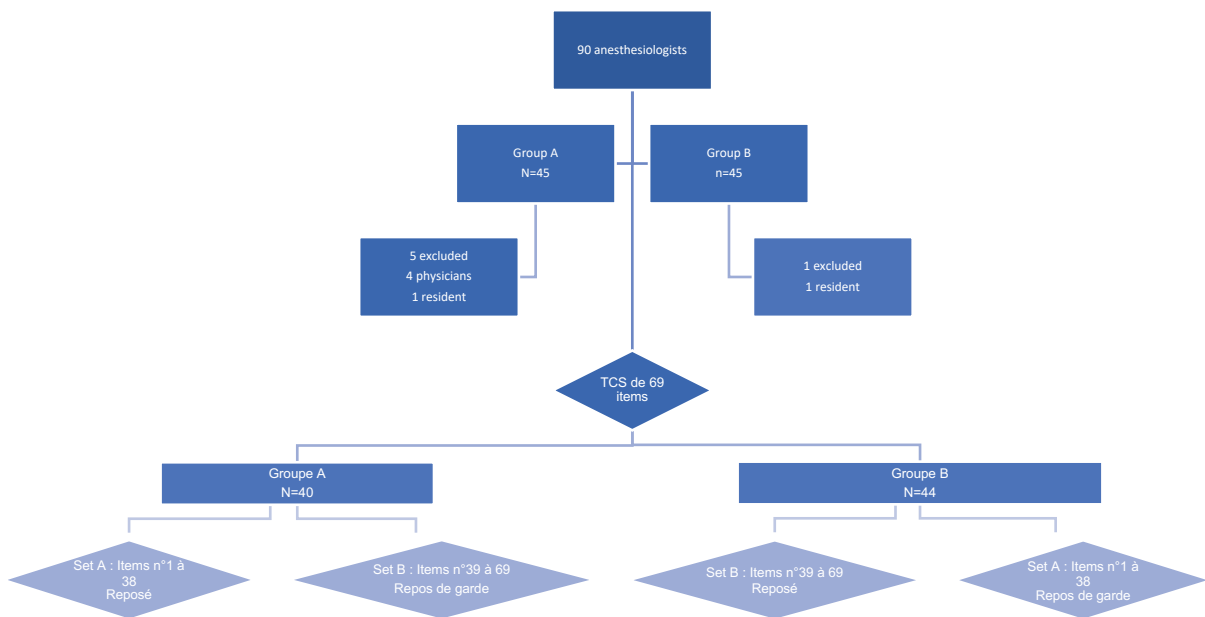 90 anesthesiologists
Group A
N=45
Group B
n=45
5 excluded
4 physicians
1 resident
1 excluded
1 resident
TCS de 69
items
Groupe A
N=40
Groupe B
N=44
Set A : Items n°1 à
38
Reposé
Set B : Items n°39 à 69
Repos de garde
Set B : Items n°39 à 69
Reposé
Set A : Items n°1 à
38
Repos de garde